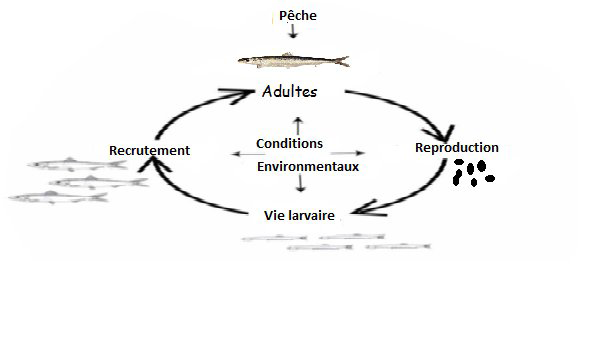 Pêche
Adultes
Recrutement
Conditions
Environmentaux
Reproduction
Vie larvaire